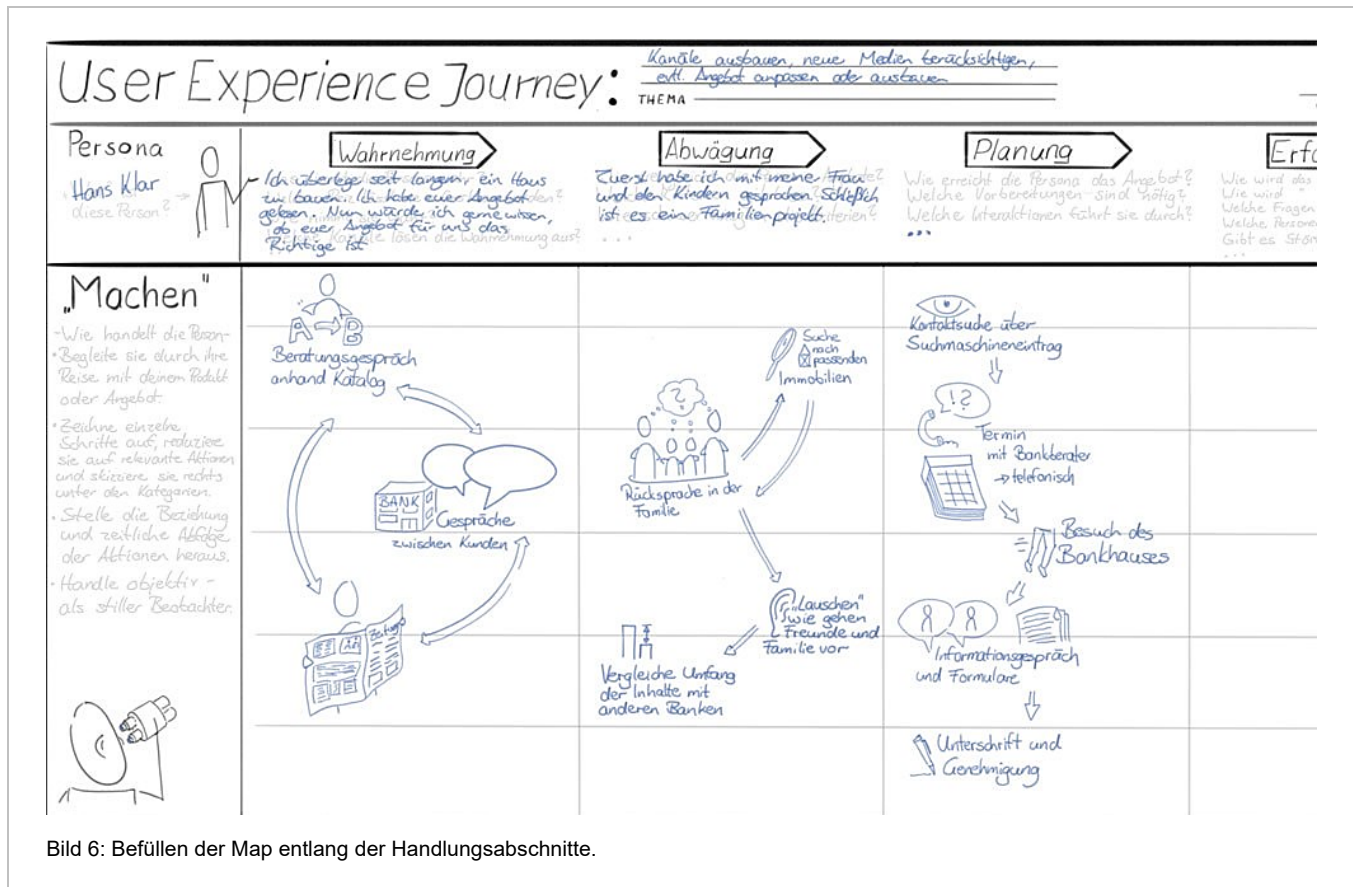 User Experience Journey:
Kanäle ausbauen, neue Medien berücksichtigen,
evtl. Angebot anpassen oder ausbauen
THEMA
Persona
Hans Klar
diese Person?
Wahrnehmung
Ich überlege seit langem, ein Haus
zu bauen. Ich habe euer Angebot
gelesen. Nun würde ich gerne wissen,
ob euer Angebot für uns das
Richtige ist
Kanäle lösen die Wahrnehmung aus?
Abwägung
Zuerst habe ich mit meine Frau
und den Kindern gesprochen. Schließlich
ist es ein Familienprojekt.
...
Planung
Wie erreicht die Persona das Angebot?
Welche Vorbereitungen sind nötig?
Welche Interaktionen führt sie durch?
...
Erfa
Wie wird das
Wie wird
Welche Fragen
Welche Persona
Gibt es Stör
...
„Machen"
-Wie handelt die Person-
• Begleite sie durch ihre
Reise mit deinem Produkt
oder Angebot.
• Zeichne einzelne
Schritte auf, reduziere
sie auf relevante Aktionen
und skizziere sie rechts
unter den Kategorien.
• Stelle die Beziehung
und zeitliche Abfolge
der Aktionen heraus.
• Handle objektiv -
als stiller Beobachter.
A B
Beratungsgespräch
anhand Katalog
BANK
Gespräche
zwischen Kunden
Zeitung
Suche
nach
passenden
Immobilien
?
Rücksprache in der
Familie
„Lauschen"
wie gehen
Freunde und
Familie vor
Vergleiche Umfang
der Inhalte mit
anderen Banken
Kontaktsuche über
Suchmaschineneintrag
!?
Termin
mit Bankberater
→ telefonisch
Besuch des
Bankhauses
Informationsgespräch
und Formulare
Unterschrift und
Genehmigung
Bild 6: Befüllen der Map entlang der Handlungsabschnitte.